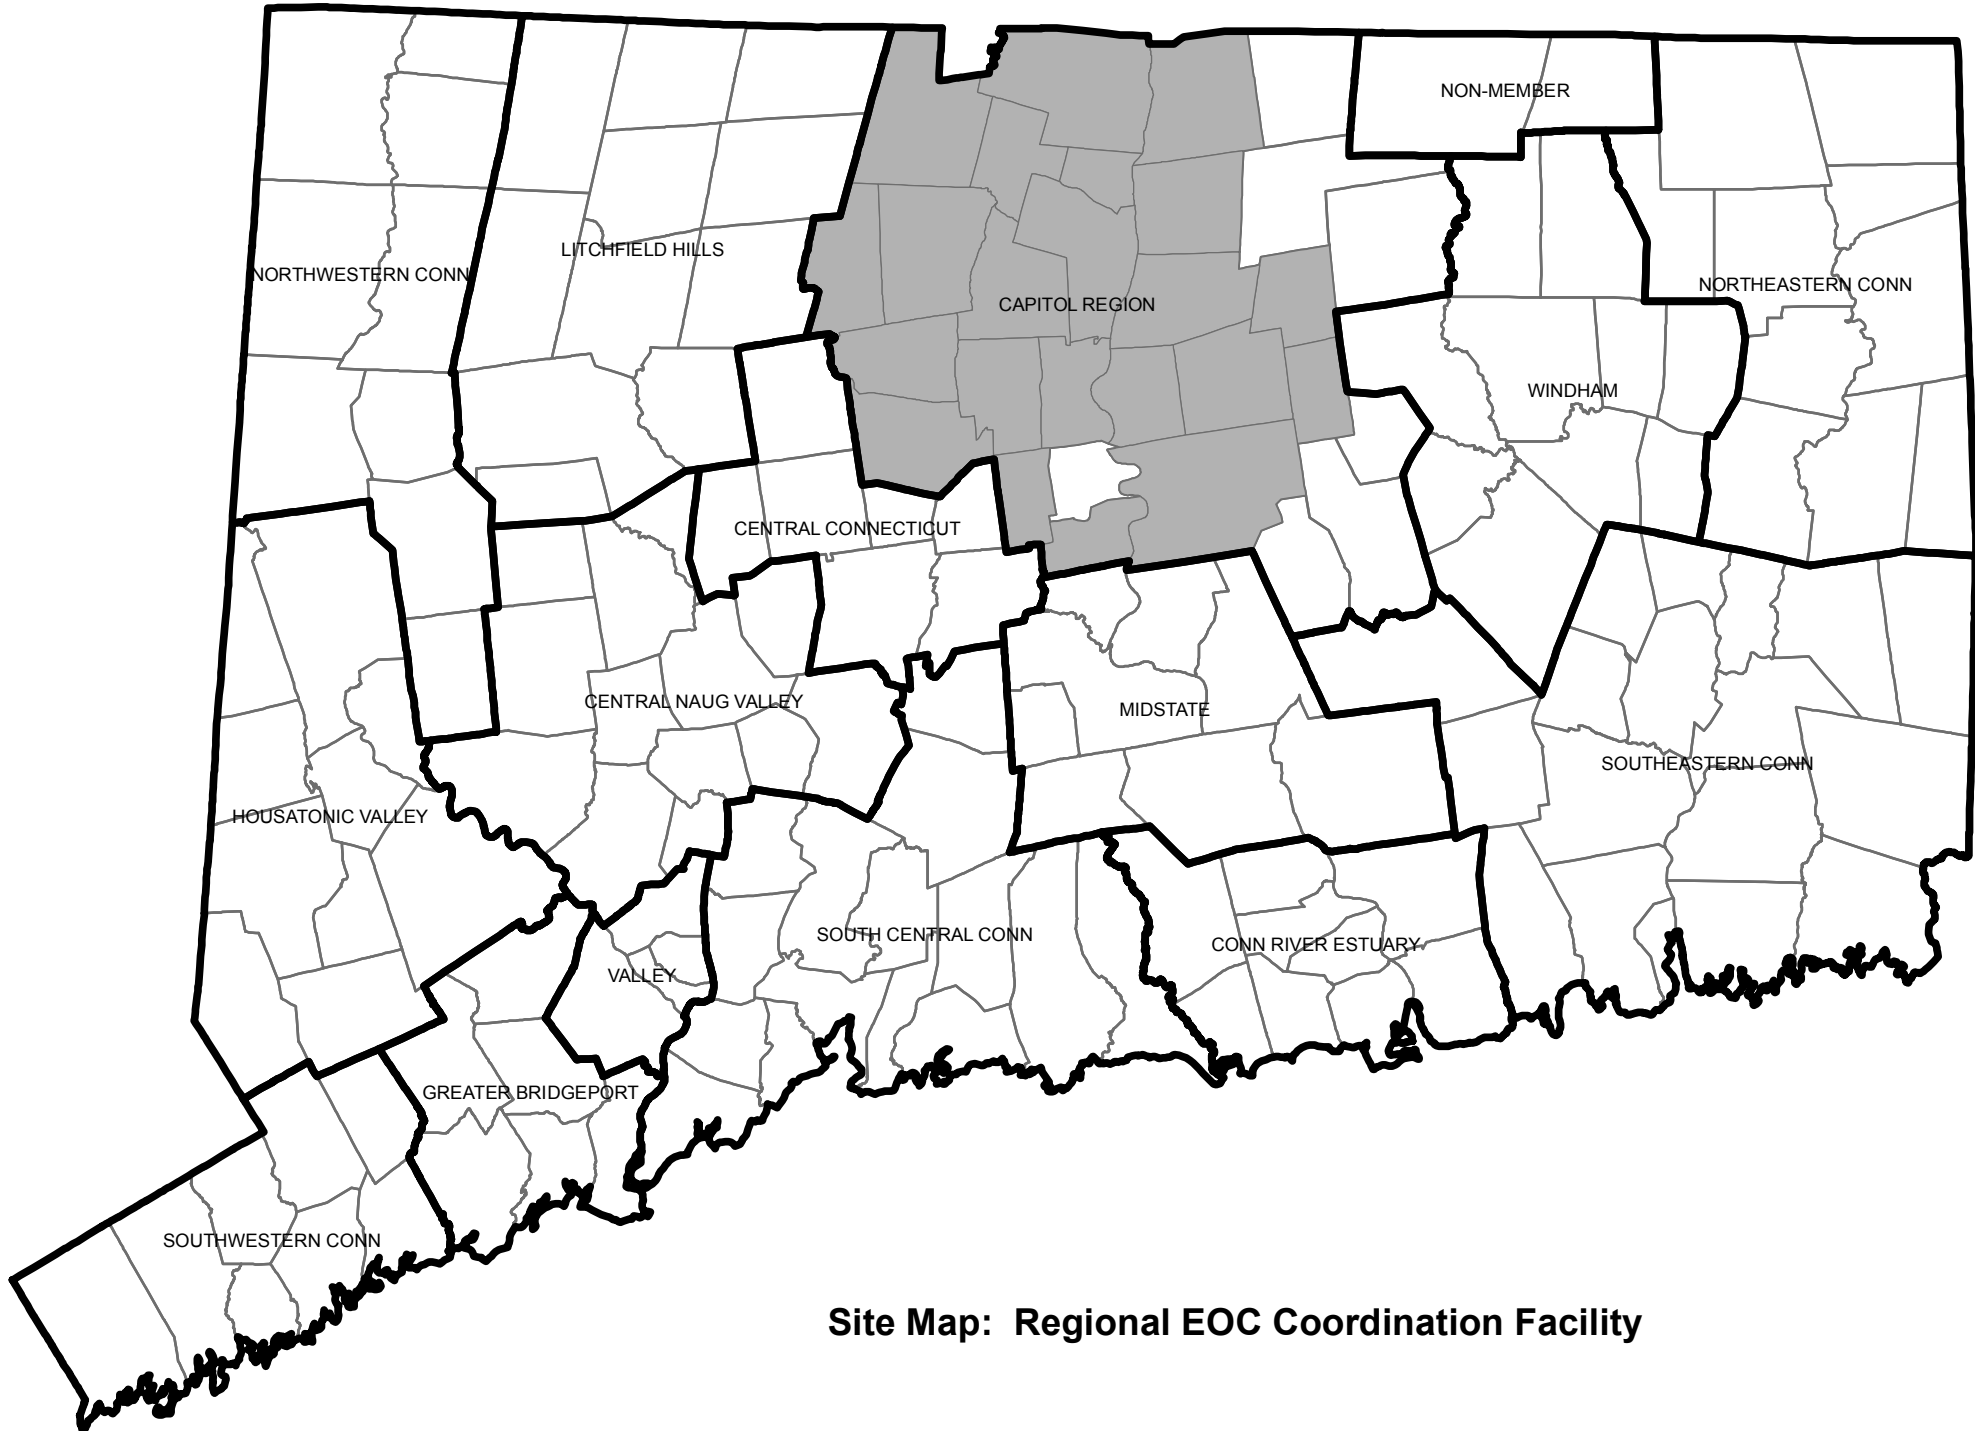 NON-MEMBER
LITCHFIELD HILLS
NORTHWESTERN CONN
NORTHEASTERN CONN
CAPITOL REGION
WINDHAM
CENTRAL CONNECTICUT
CENTRAL NAUG VALLEY
MIDSTATE
SOUTHEASTERN CONN
HOUSATONIC VALLEY
SOUTH CENTRAL CONN
CONN RIVER ESTUARY
VALLEY
GREATER BRIDGEPORT
SOUTHWESTERN CONN
Site Map:  Regional EOC Coordination Facility